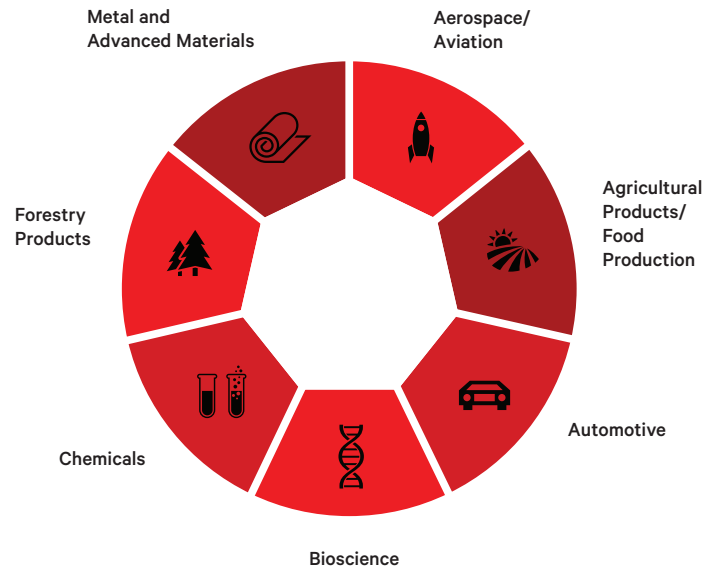 Metal and
Advanced Materials
Aerospace/
Aviation
Agricultural
Products/
Food
Production
Forestry
Products
Automotive
Chemicals
Bioscience